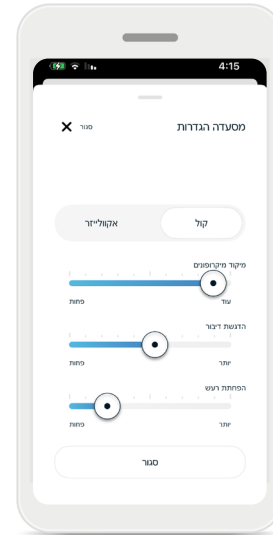 4:15
מסעדה הגדרות
סגור
קול
אקוולייזר
מיקוד מיקרופונים
עוד
פחות
הדגשת דיבור
יותר
פחות
הפחתת רעש
יותר
פחות
סגור